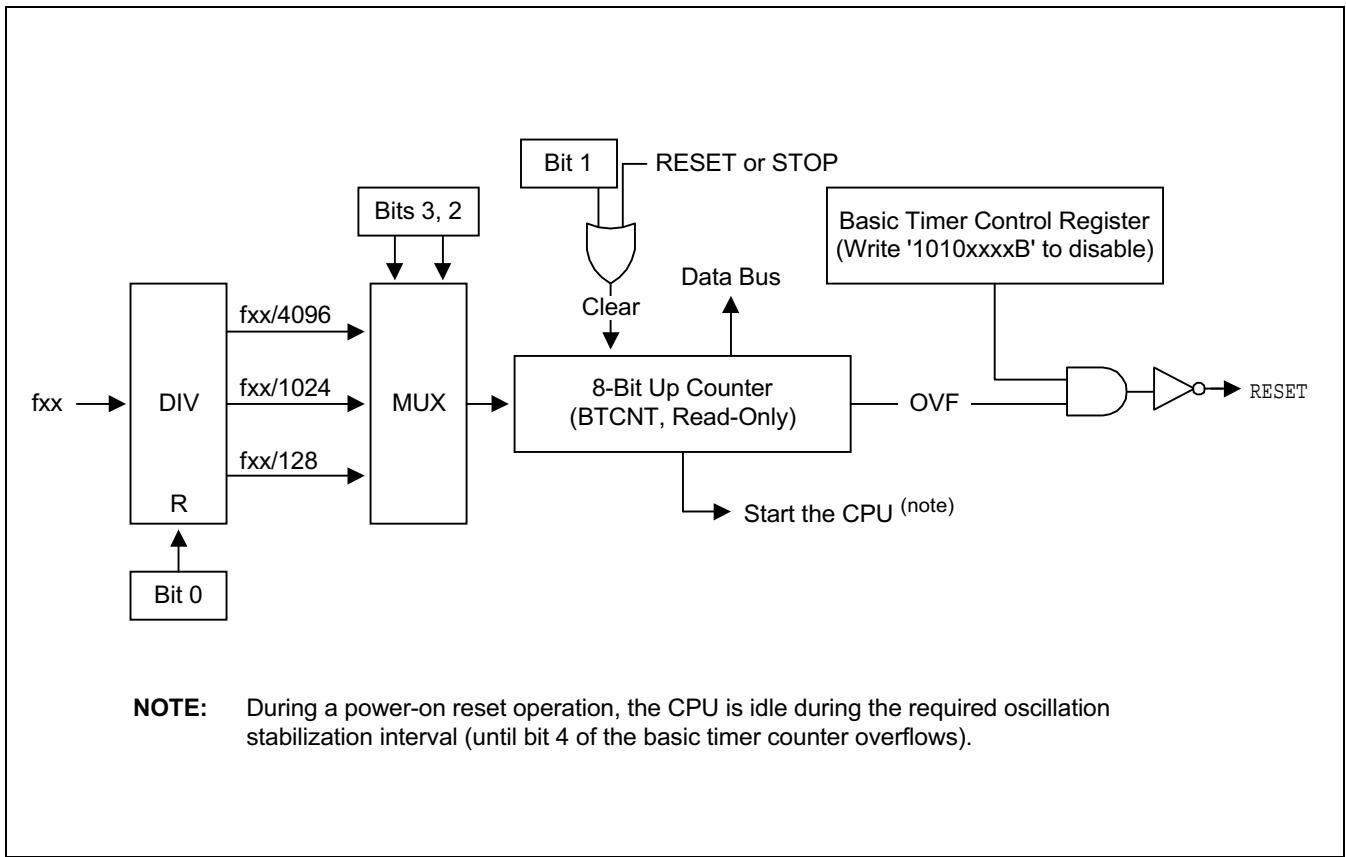 Bit 1
RESET or STOP
Bits 3, 2
Basic Timer Control Register
(Write '1010xxxxB' to disable)
Data Bus
Clear
fxx/4096
fxx
DIV
fxx/1024
MUX
8-Bit Up Counter
(BTCNT, Read-Only)
OVF
RESET
fxx/128
R
Start the CPU (note)
Bit 0
NOTE: During a power-on reset operation, the CPU is idle during the required oscillation
stabilization interval (until bit 4 of the basic timer counter overflows).